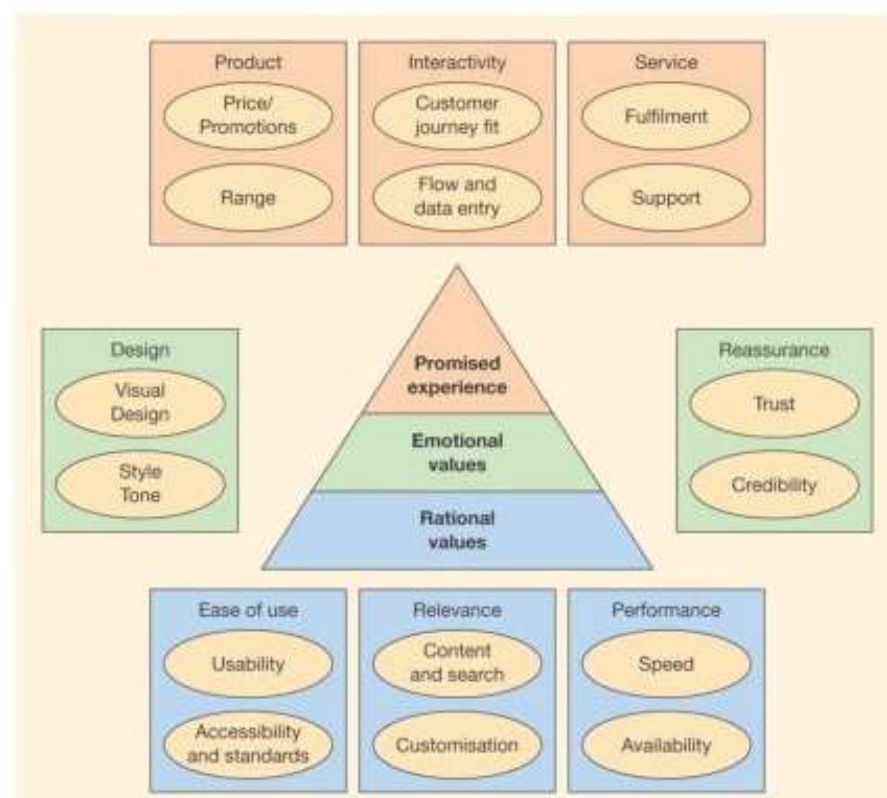 Product
Price/
Promotions
Range
Interactivity
Customer
journey fit
Flow and
data entry
Service
Fulfilment
Support
Design
Visual
Design
Style
Tone
Promised
experience
Emotional
values
Rational
values
Reassurance
Trust
Credibility
Ease of use
Usability
Accessibility
and standards
Relevance
Content
and search
Customisation
Performance
Speed
Availability